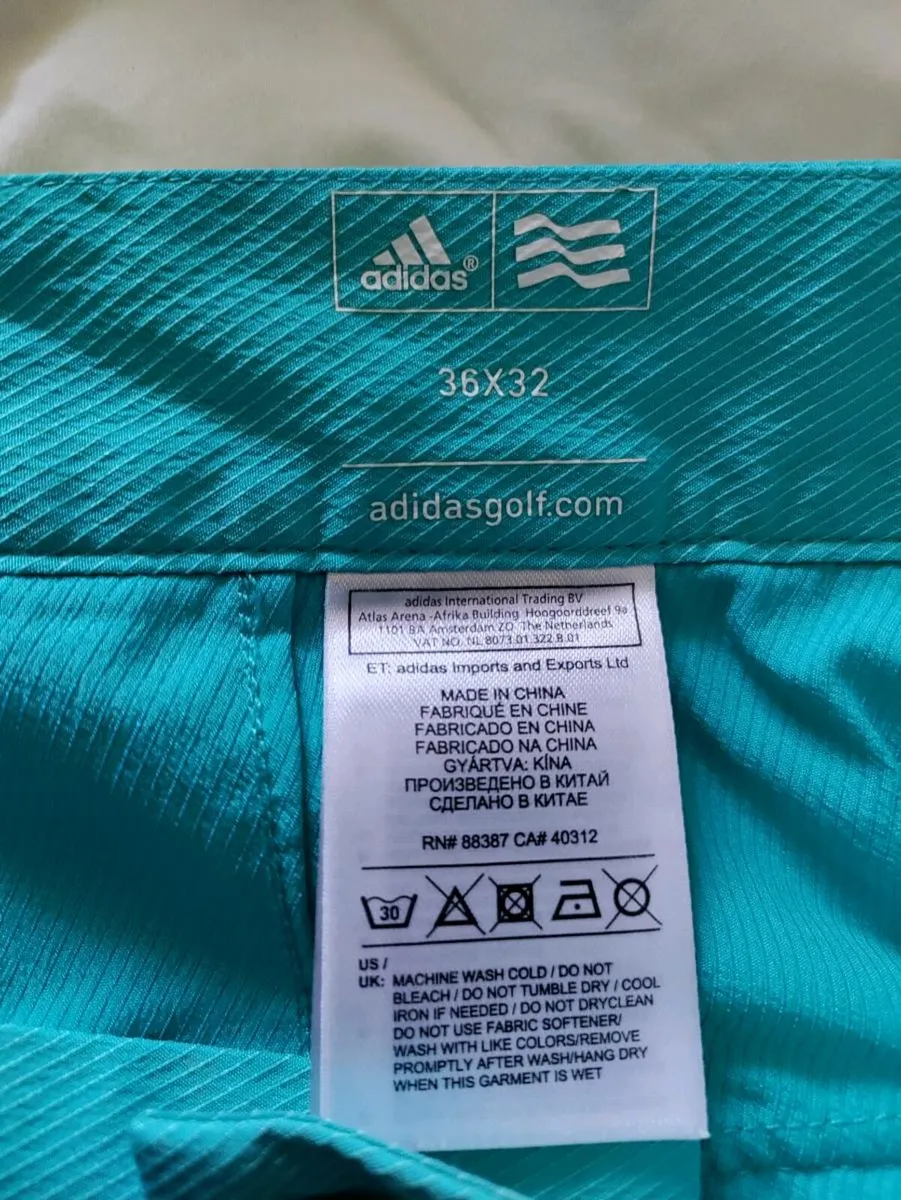 adidas®
36X32
adidasgolf.com
adidas International Trading BV
Atlas Arena -Afrika Building Hoogoorddreef 9a
1101 BA Amsterdam ZO The Netherlands
VAT NO. NL 8073.01.322.B.01
ET: adidas Imports and Exports Ltd
MADE IN CHINA
FABRIQUÉ EN CHINE
FABRICADO EN CHINA
FABRICADO NA CHINA
GYÁRTVA: KÍNA
ПРОИЗВЕДЕНО В КИТАЙ
СДЕЛАНО В КИТАЕ
RN# 88387 CA# 40312
30
US /
UK: MACHINE WASH COLD / DO NOT
BLEACH / DO NOT TUMBLE DRY / COOL
IRON IF NEEDED / DO NOT DRYCLEAN
DO NOT USE FABRIC SOFTENER/
WASH WITH LIKE COLORS/REMOVE
PROMPTLY AFTER WASH/HANG DRY
WHEN THIS GARMENT IS WET